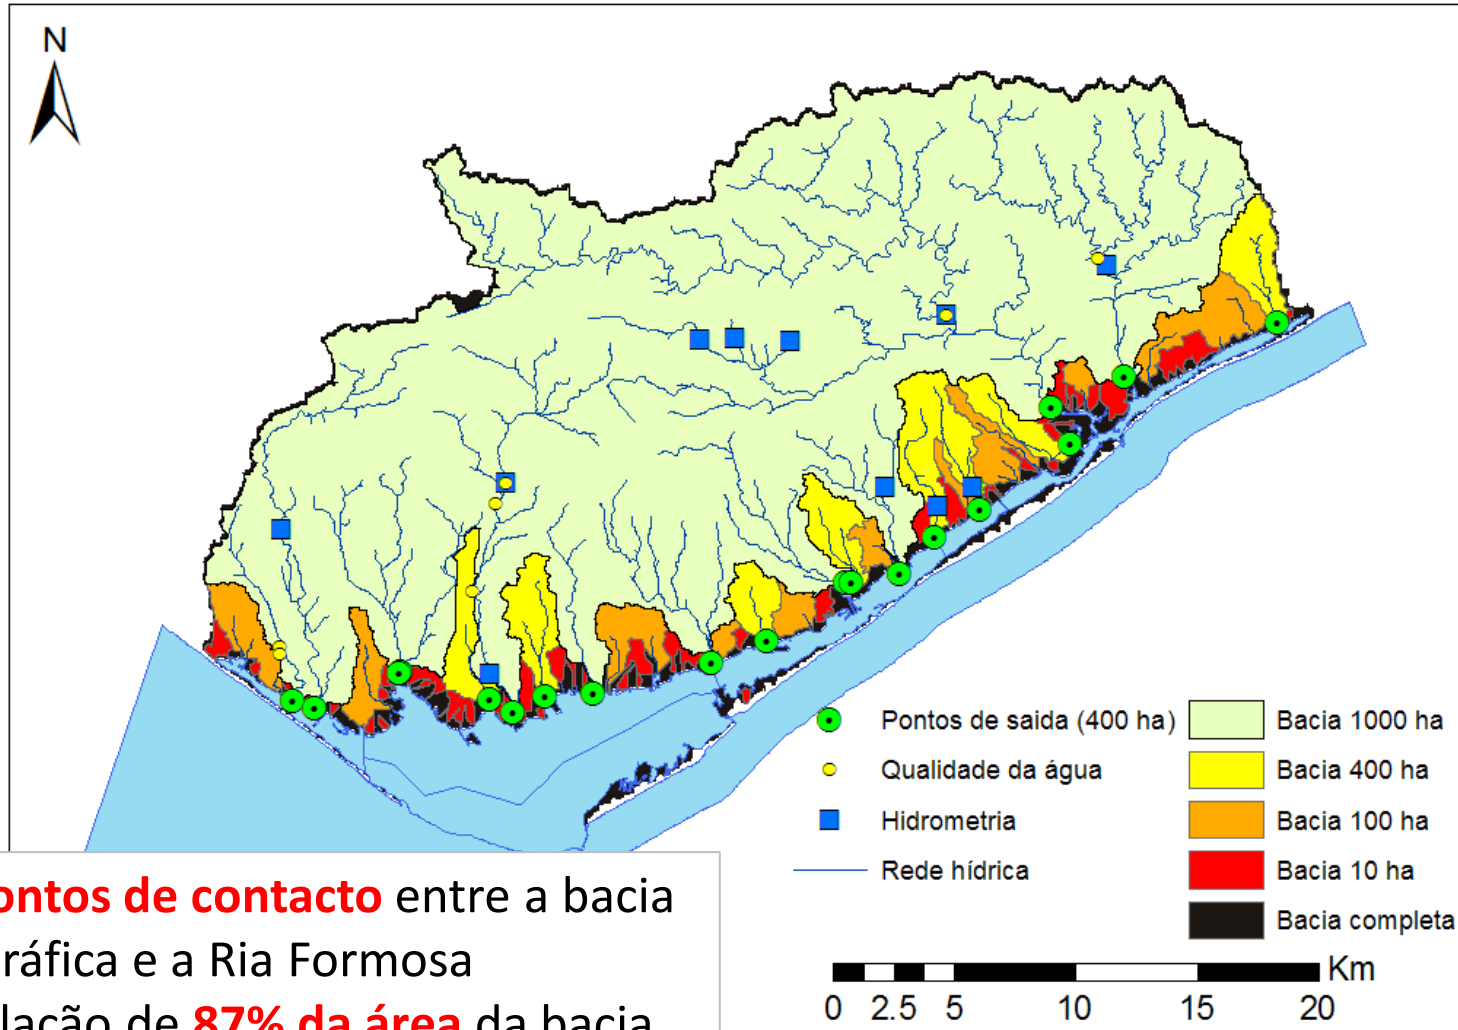 N
Pontos de saida (400 ha)
Qualidade da água
Hidrometria
Rede hídrica
Bacia 1000 ha
Bacia 400 ha
Bacia 100 ha
Bacia 10 ha
Bacia completa
Km
0 2.5 5 10 15 20
ontos de contacto entre a bacia
ráfica e a Ria Formosa
lação de 87% da área da bacia